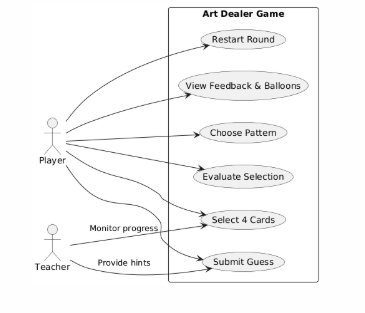 Art Dealer Game
Restart Round
View Feedback & Balloons
Choose Pattern
Player
Evaluate Selection
Select 4 Cards
Monitor progress
Teacher
Provide hints
Submit Guess